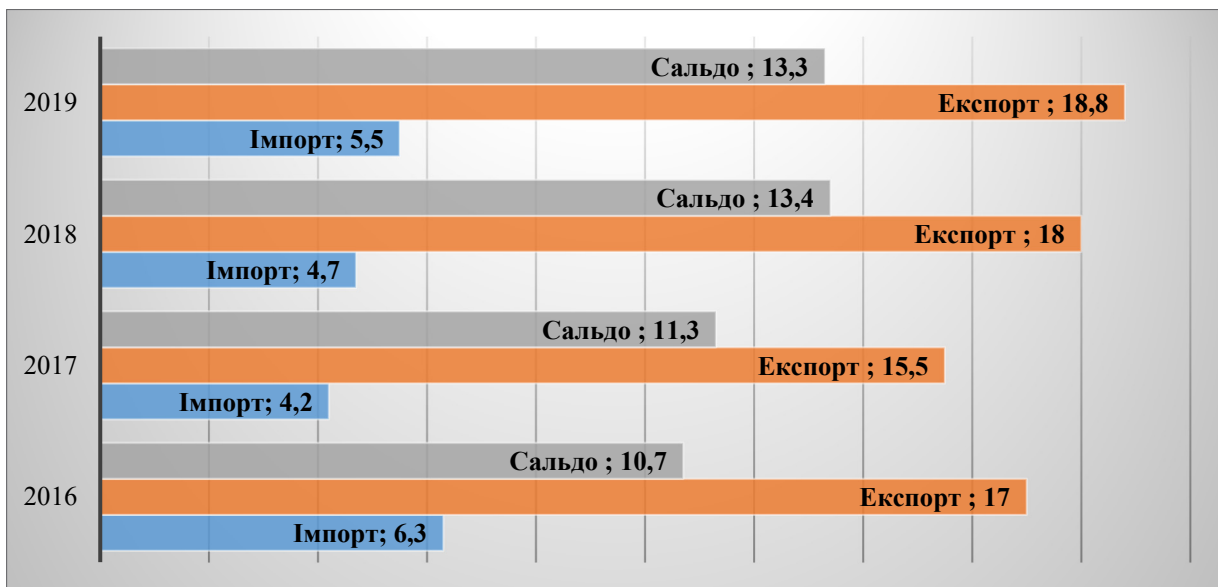 Сальдо ; 13,3
2019
Експорт ; 18,8
Імпорт; 5,5
Сальдо ; 13,4
2018
Експорт ; 18
Імпорт; 4,7
Сальдо ; 11,3
2017
Експорт ; 15,5
Імпорт; 4,2
Сальдо ; 10,7
2016
Експорт ; 17
Імпорт; 6,3